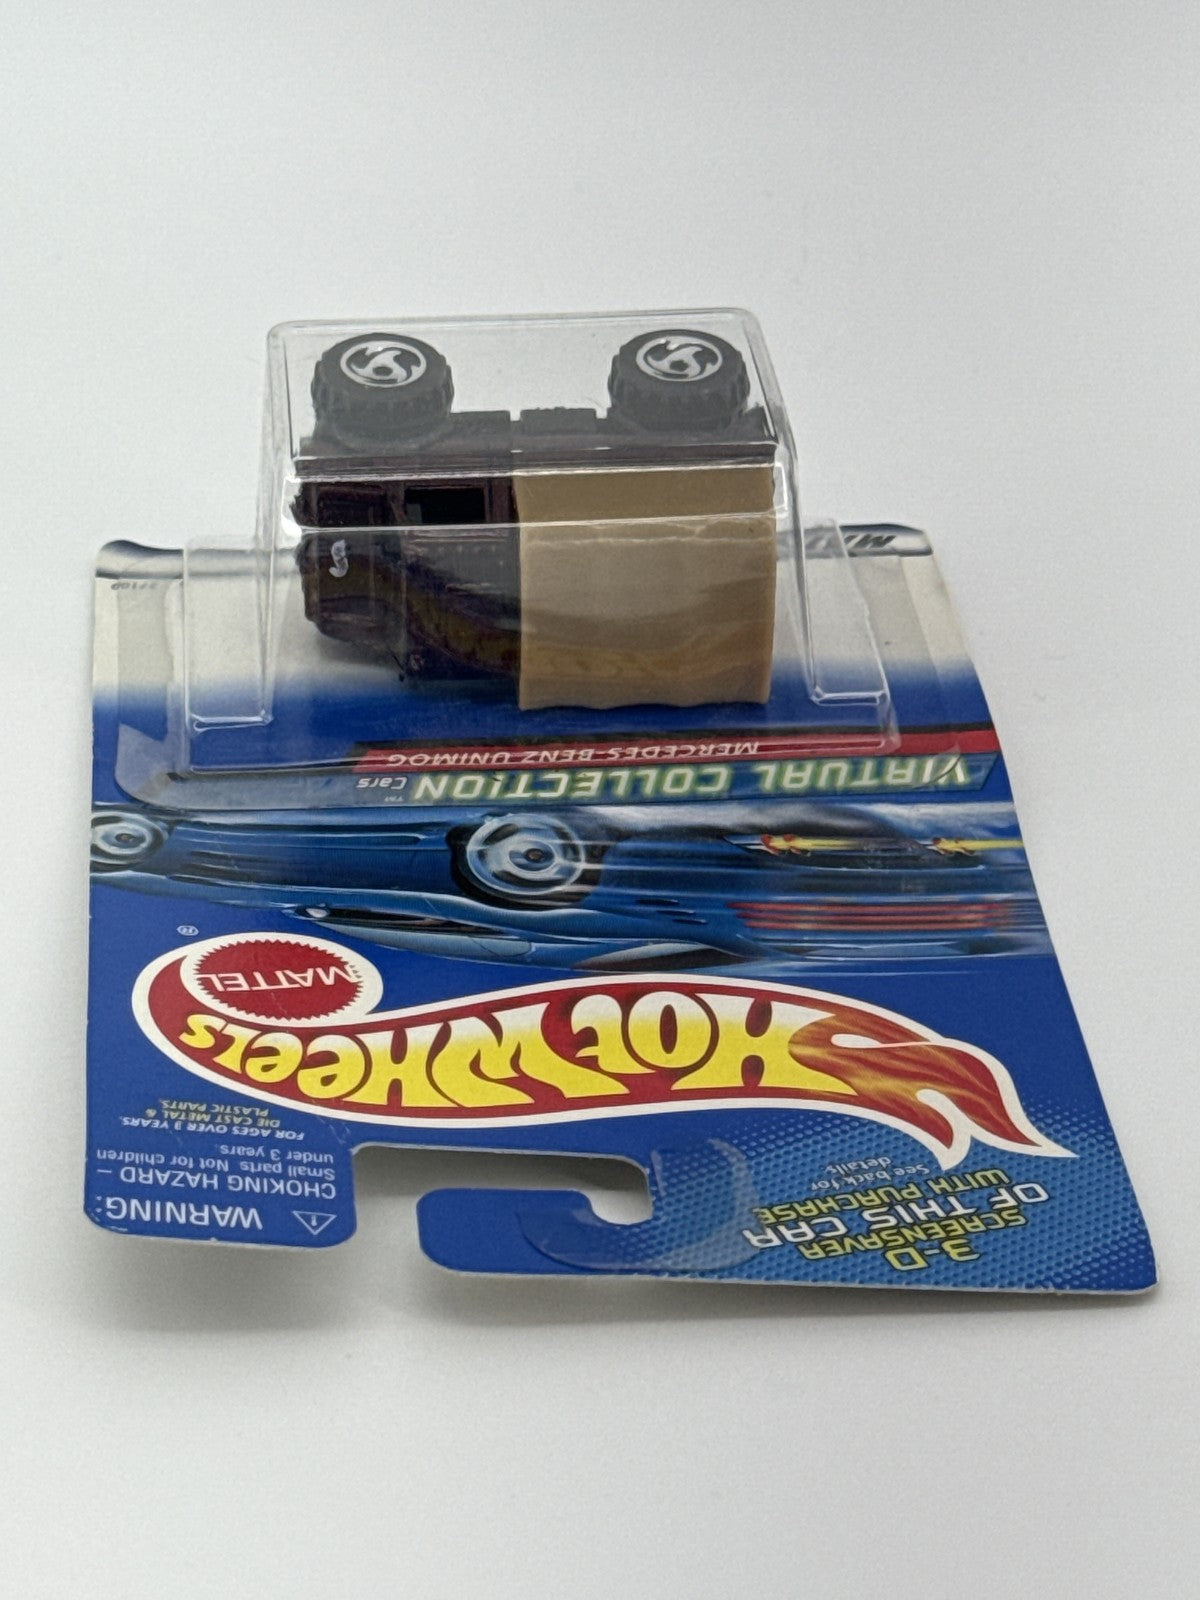 WARNING:
CHOKING HAZARD –
Small parts. Not for children
under 3 years.
FOR AGES OVER 3 YEARS.
DIE CAST METAL &
PLASTIC PARTS.
3-D
SCREENSAVER
OF THIS CAR
WITH PURCHASE
See back for
details.
HOT WHEELS
MATTEL
®
VIRTUAL COLLECTION™ Cars
MERCEDES-BENZ UNIMOG